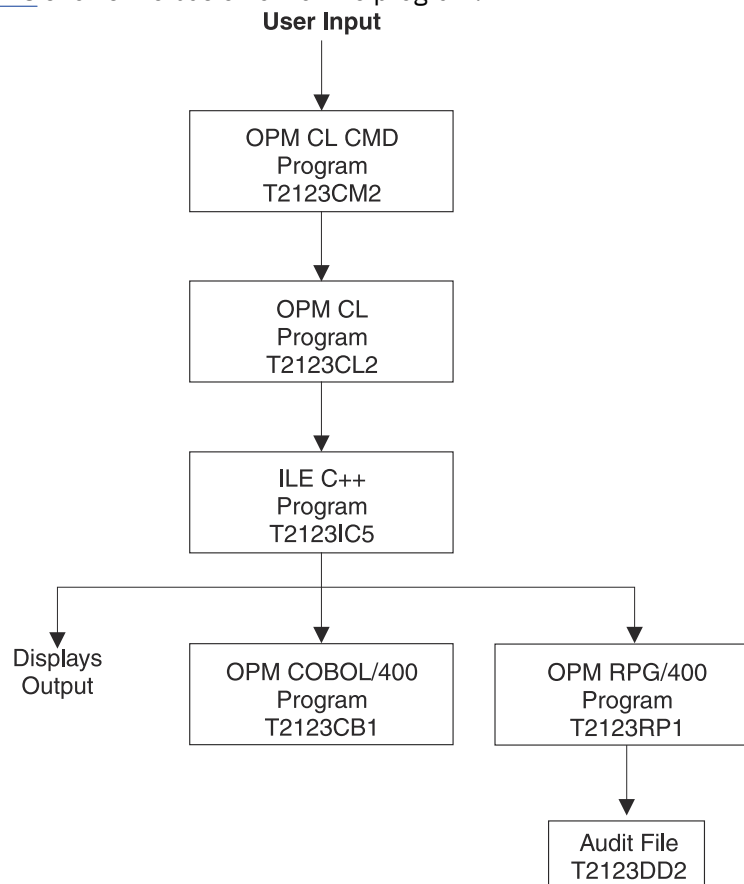 User Input
OPM CL CMD
Program
T2123CM2
OPM CL
Program
T2123CL2
ILE C++
Program
T2123IC5
Displays
Output
OPM COBOL/400
Program
T2123CB1
OPM RPG/400
Program
T2123RP1
Audit File
T2123DD2